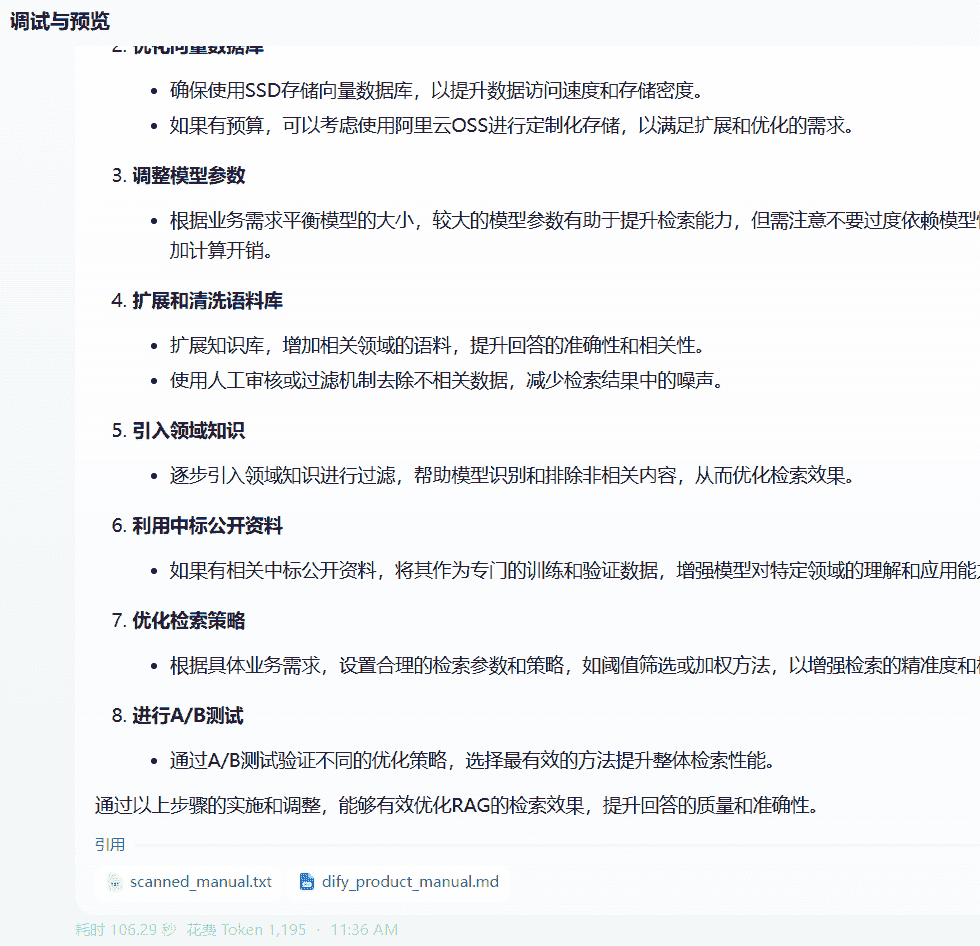 调试与预览
2. 优化向量数据库
• 确保使用SSD存储向量数据库，以提升数据访问速度和存储密度。
• 如果有预算，可以考虑使用阿里云OSS进行定制化存储，以满足扩展和优化的需求。
3. 调整模型参数
• 根据业务需求平衡模型的大小，较大的模型参数有助于提升检索能力，但需注意不要过度依赖模型
加计算开销。
4. 扩展和清洗语料库
• 扩展知识库，增加相关领域的语料，提升回答的准确性和相关性。
• 使用人工审核或过滤机制去除不相关数据，减少检索结果中的噪声。
5. 引入领域知识
• 逐步引入领域知识进行过滤，帮助模型识别和排除非相关内容，从而优化检索效果。
6. 利用中标公开资料
• 如果有相关中标公开资料，将其作为专门的训练和验证数据，增强模型对特定领域的理解和应用能
7. 优化检索策略
• 根据具体业务需求，设置合理的检索参数和策略，如阈值筛选或加权方法，以增强检索的精准度和
8. 进行A/B测试
• 通过A/B测试验证不同的优化策略，选择最有效的方法提升整体检索性能。
通过以上步骤的实施和调整，能够有效优化RAG的检索效果，提升回答的质量和准确性。
引用
scanned_manual.txt dify_product_manual.md
耗时 106.29 秒 花费 Token 1,195 · 11:36 AM